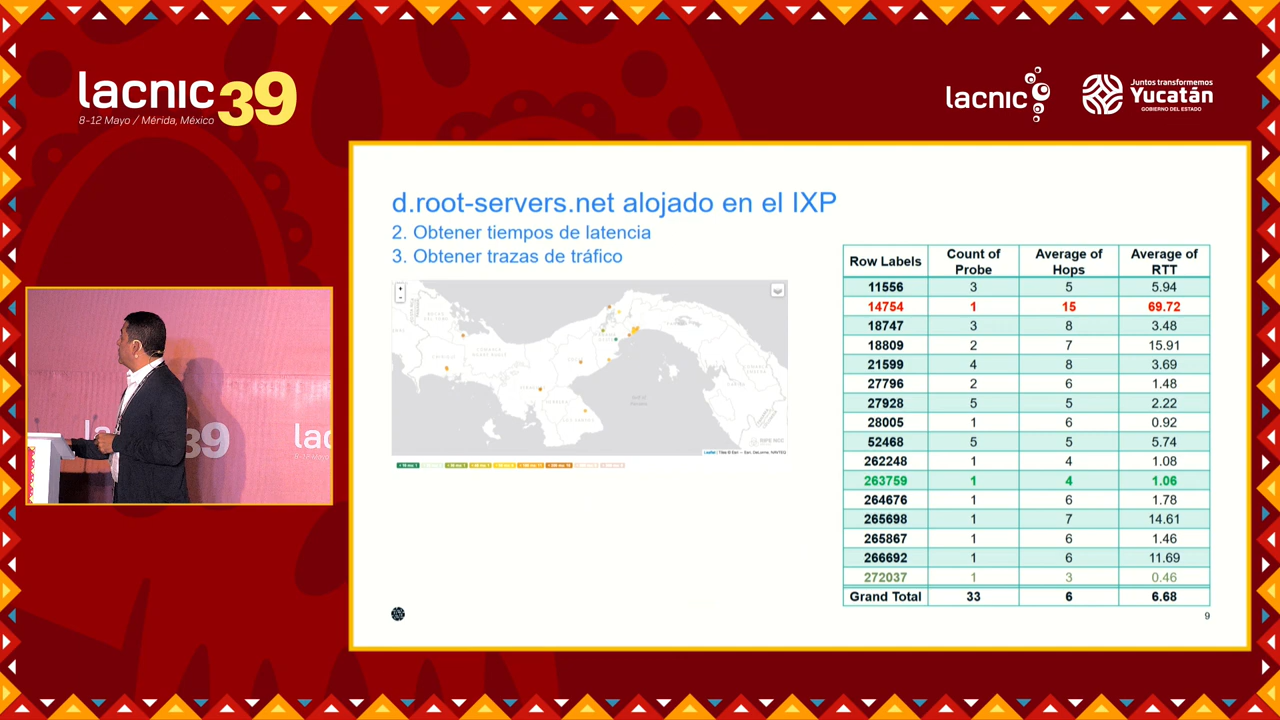 lacnic 39
8-12 Mayo / Mérida, México
lacnic
Juntos transformemos
Yucatán
GOBIERNO DEL ESTADO
d.root-servers.net alojado en el IXP
2. Obtener tiempos de latencia
3. Obtener trazas de tráfico
Row Labels Count of Probe Average of Hops Average of RTT
11556 3 5 5.94
14754 1 15 69.72
18747 3 8 3.48
18809 2 7 15.91
21599 4 8 3.69
27796 2 6 1.48
27928 5 5 2.22
28005 1 6 0.92
52468 5 5 5.74
262248 1 4 1.08
263759 1 4 1.06
264676 1 6 1.78
265698 1 7 14.61
265867 1 6 1.46
266692 1 6 11.69
272037 1 3 0.46
Grand Total 33 6 6.68
9
39